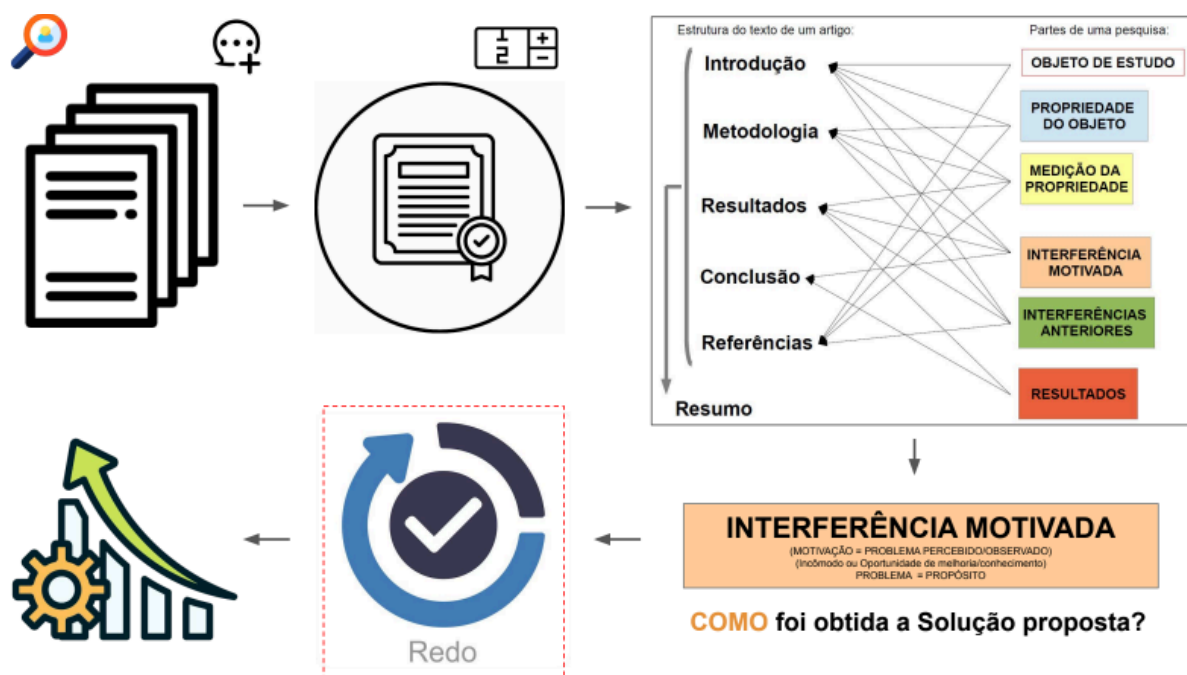 1 +
2 −
Estrutura do texto de um artigo:
Introdução
Metodologia
Resultados
Conclusão
Referências
Resumo
Partes de uma pesquisa:
OBJETO DE ESTUDO
PROPRIEDADE
DO OBJETO
MEDIÇÃO DA
PROPRIEDADE
INTERFERÊNCIA
MOTIVADA
INTERFERÊNCIAS
ANTERIORES
RESULTADOS
INTERFERÊNCIA MOTIVADA
(MOTIVAÇÃO = PROBLEMA PERCEBIDO/OBSERVADO)
(Incômodo ou Oportunidade de melhoria/conhecimento)
PROBLEMA = PROPÓSITO
COMO foi obtida a Solução proposta?
Redo